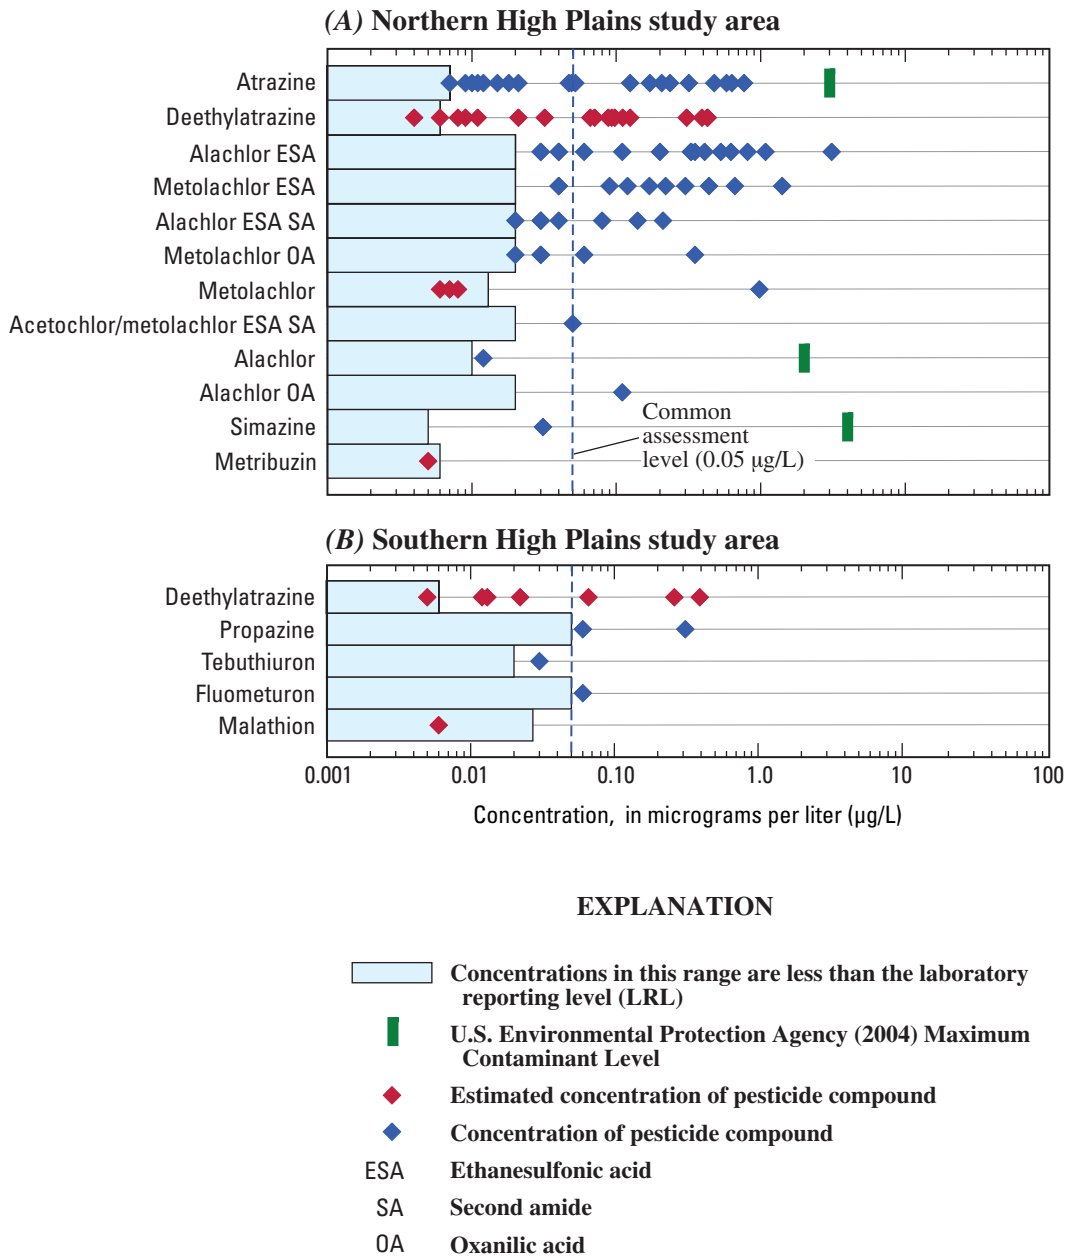 (A) Northern High Plains study area
Atrazine
Deethylatrazine
Alachlor ESA
Metolachlor ESA
Alachlor ESA SA
Metolachlor OA
Metolachlor
Acetochlor/metolachlor ESA SA
Alachlor
Alachlor OA
Simazine
Metribuzin
Common
assessment
level (0.05 µg/L)
(B) Southern High Plains study area
Deethylatrazine
Propazine
Tebuthiuron
Fluometuron
Malathion
0.001 0.01 0.10 1.0 10 100
Concentration, in micrograms per liter (µg/L)
EXPLANATION
Concentrations in this range are less than the laboratory
reporting level (LRL)
U.S. Environmental Protection Agency (2004) Maximum
Contaminant Level
Estimated concentration of pesticide compound
Concentration of pesticide compound
ESA Ethanesulfonic acid
SA Second amide
OA Oxanilic acid